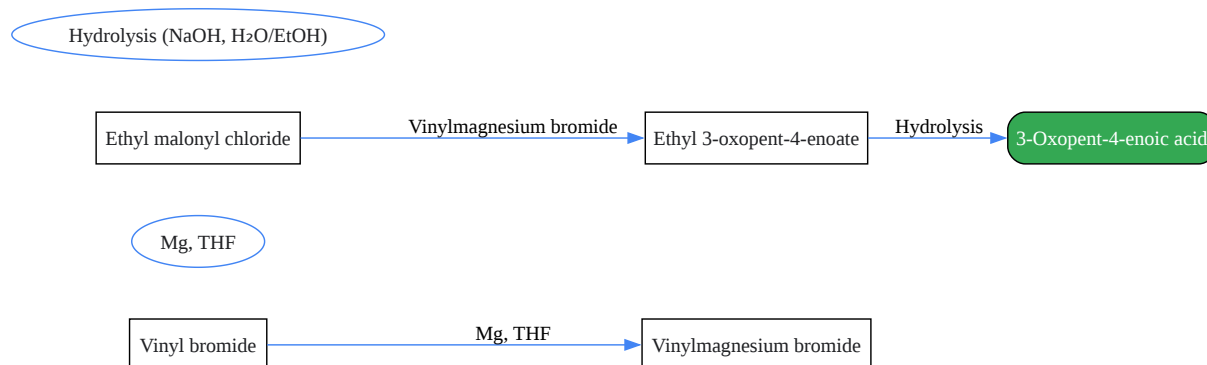 Hydrolysis (NaOH, H₂O/EtOH)
Ethyl malonyl chloride
Vinylmagnesium bromide
Ethyl 3-oxopent-4-enoate
Hydrolysis
3-Oxopent-4-enoic acid
Mg, THF
Vinyl bromide
Mg, THF
Vinylmagnesium bromide